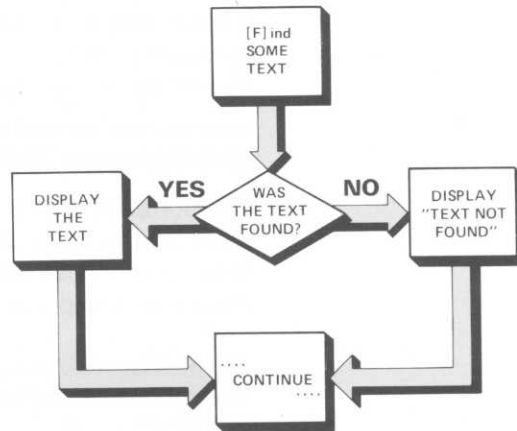 [F] ind
SOME
TEXT
YES
WAS
THE TEXT
FOUND?
NO
DISPLAY
THE
TEXT
DISPLAY
"TEXT NOT
FOUND"
....
CONTINUE
....